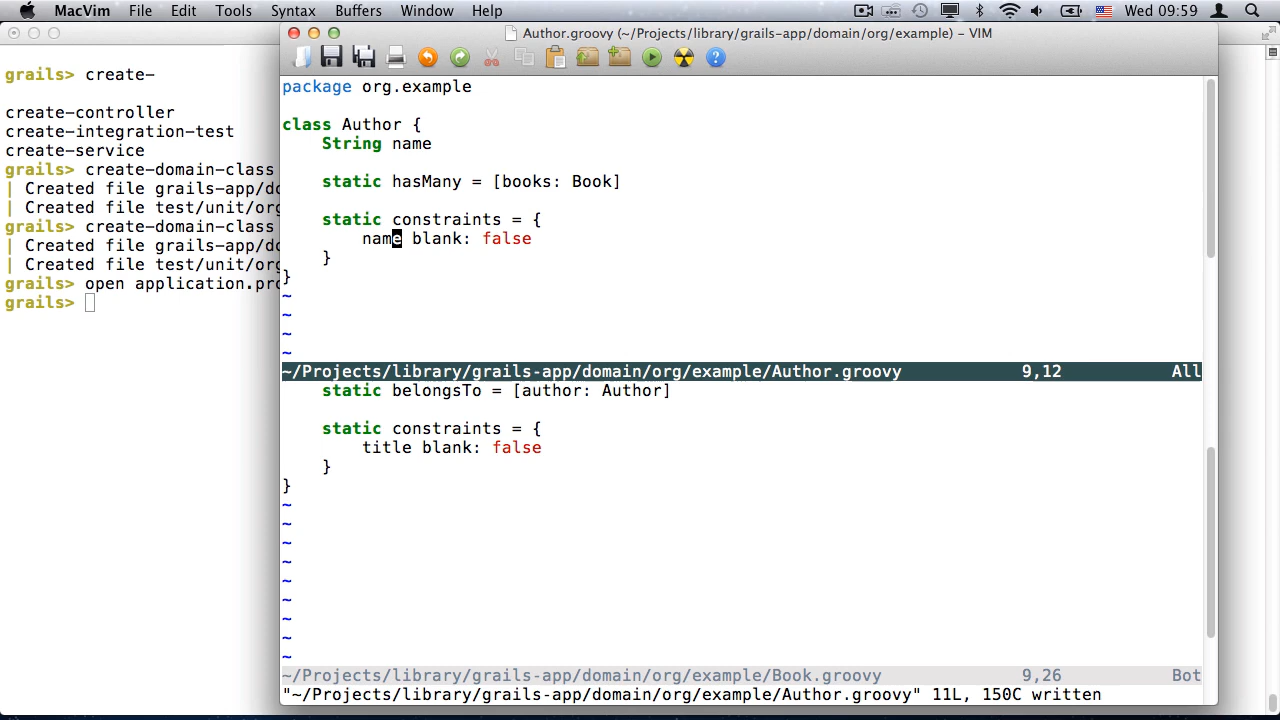 MacVim File Edit Tools Syntax Buffers Window Help Wed 09:59
grails> create-
create-controller
create-integration-test
create-service
grails> create-domain-class
| Created file grails-app/do
| Created file test/unit/org
grails> create-domain-class
| Created file grails-app/do
| Created file test/unit/org
grails> open application.pro
grails>
Author.groovy (~/Projects/library/grails-app/domain/org/example) – VIM
package org.example
class Author {
String name
static hasMany = [books: Book]
static constraints = {
name blank: false
}
}
~
~
~
~
~/Projects/library/grails-app/domain/org/example/Author.groovy 9,12 All
static belongsTo = [author: Author]
static constraints = {
title blank: false
}
}
~
~
~
~
~
~
~
~
~
~/Projects/library/grails-app/domain/org/example/Book.groovy 9,26 Bot
"~/Projects/library/grails-app/domain/org/example/Author.groovy" 11L, 150C written